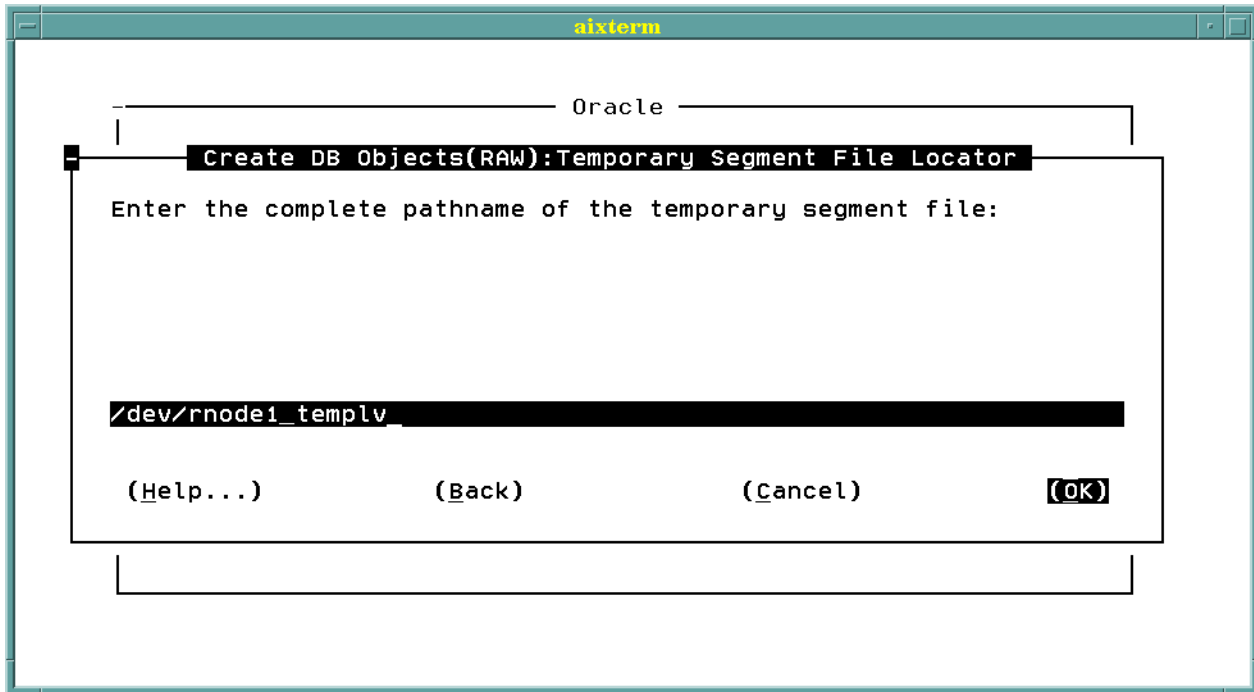 aixterm
Oracle
Create DB Objects(RAW):Temporary Segment File Locator
Enter the complete pathname of the temporary segment file:
/dev/rnode1_templv_
(Help...) (Back) (Cancel) (OK)